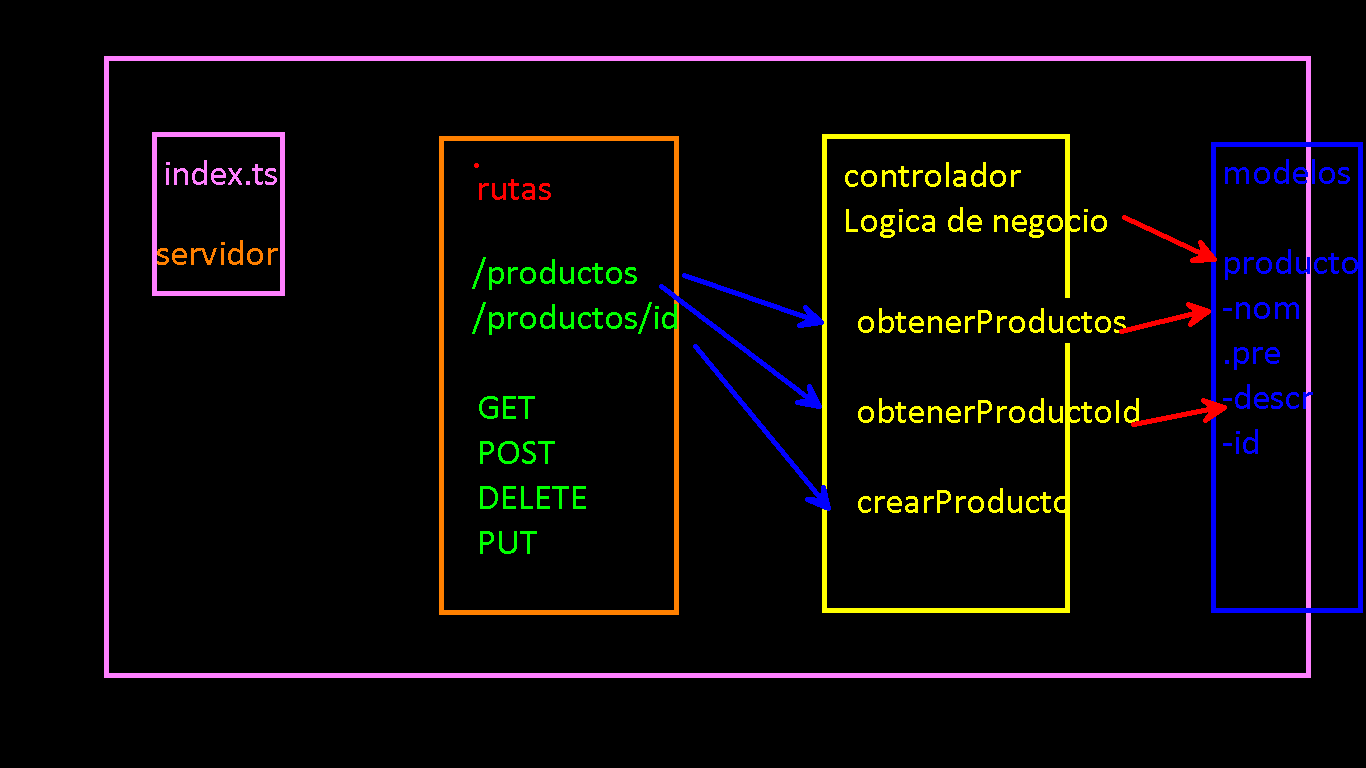 index.ts
servidor
rutas
/productos
/productos/id
GET
POST
DELETE
PUT
controlador
Logica de negocio
obtenerProductos
obtenerProductoId
crearProducto
modelos
producto
-nom
.pre
-descr
-id